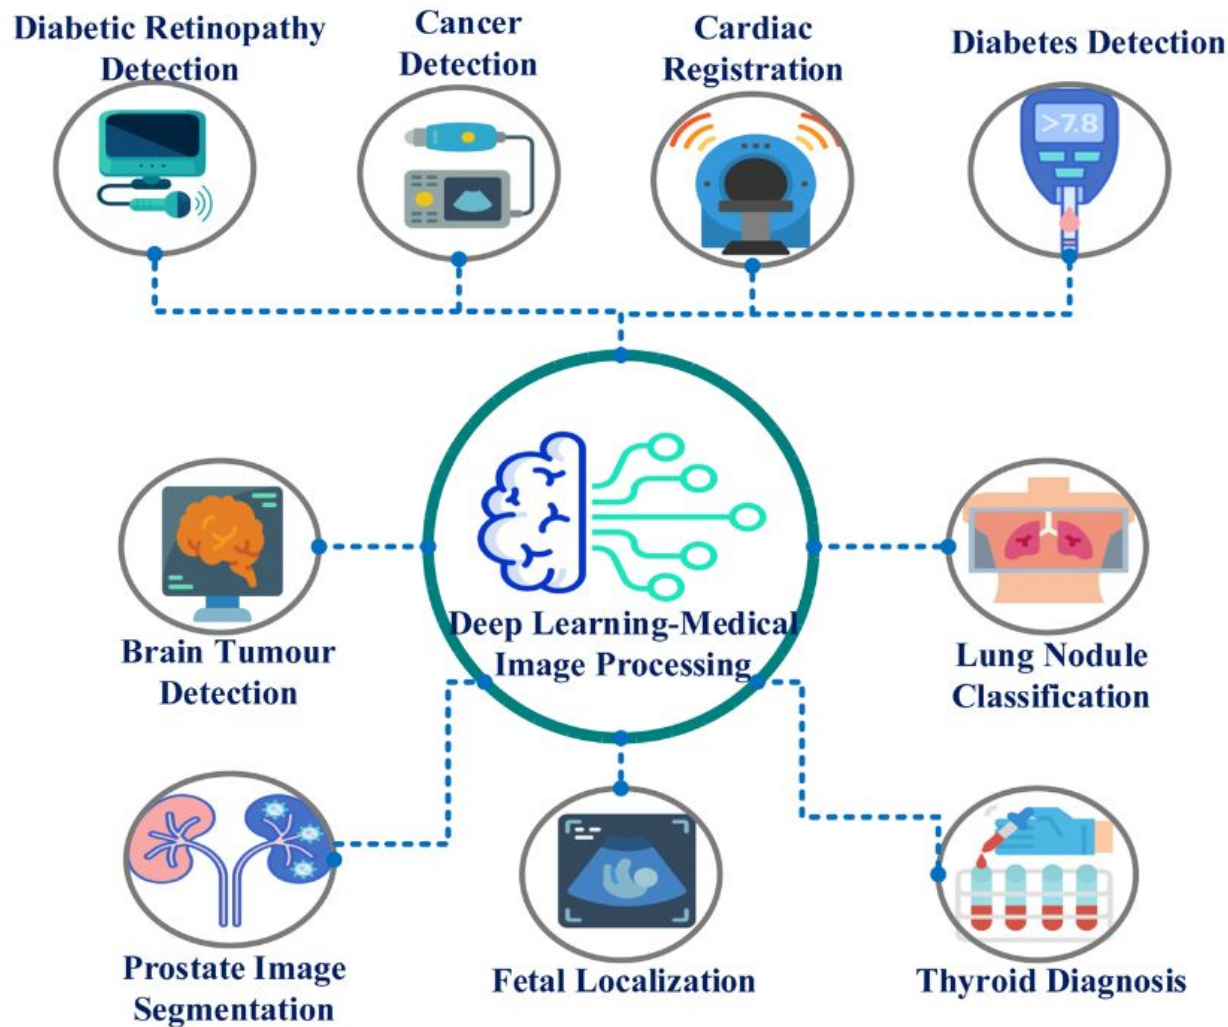 Diabetic Retinopathy
Detection
Cancer
Detection
Cardiac
Registration
Diabetes Detection
>7.8
Deep Learning-Medical
Image Processing
Brain Tumour
Detection
Lung Nodule
Classification
Prostate Image
Segmentation
Fetal Localization
Thyroid Diagnosis